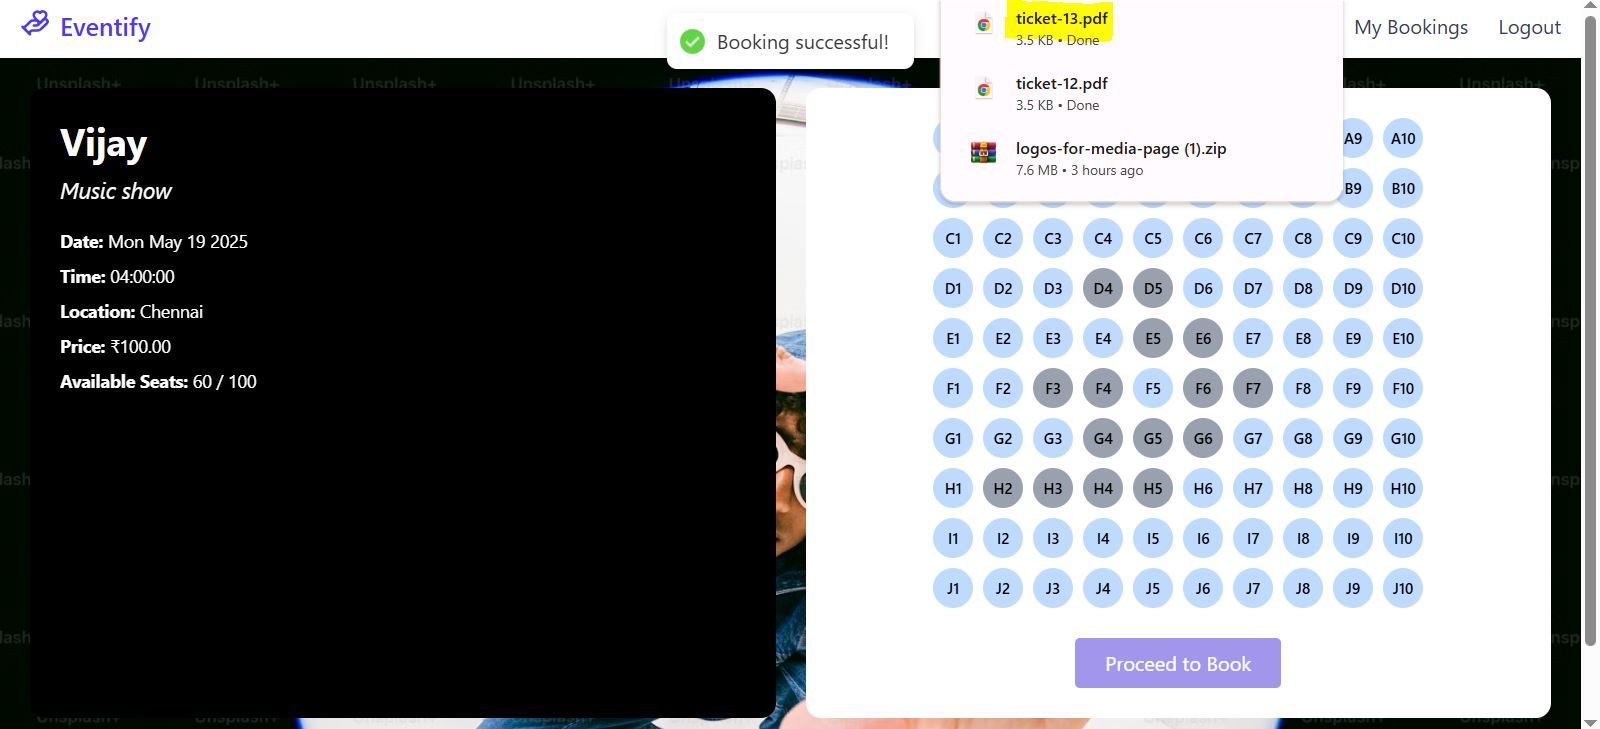 Eventify
Booking successful!
ticket-13.pdf
3.5 KB • Done
ticket-12.pdf
3.5 KB • Done
logos-for-media-page (1).zip
7.6 MB • 3 hours ago
My Bookings
Logout
Unsplash+ Unsplash+ Unsplash+ Unsplash+ Unsplash+ Unsplash+
Vijay
Music show
Date: Mon May 19 2025
Time: 04:00:00
Location: Chennai
Price: ₹100.00
Available Seats: 60 / 100
A9 A10
B9 B10
C1 C2 C3 C4 C5 C6 C7 C8 C9 C10
D1 D2 D3 D4 D5 D6 D7 D8 D9 D10
E1 E2 E3 E4 E5 E6 E7 E8 E9 E10
F1 F2 F3 F4 F5 F6 F7 F8 F9 F10
G1 G2 G3 G4 G5 G6 G7 G8 G9 G10
H1 H2 H3 H4 H5 H6 H7 H8 H9 H10
I1 I2 I3 I4 I5 I6 I7 I8 I9 I10
J1 J2 J3 J4 J5 J6 J7 J8 J9 J10
Proceed to Book